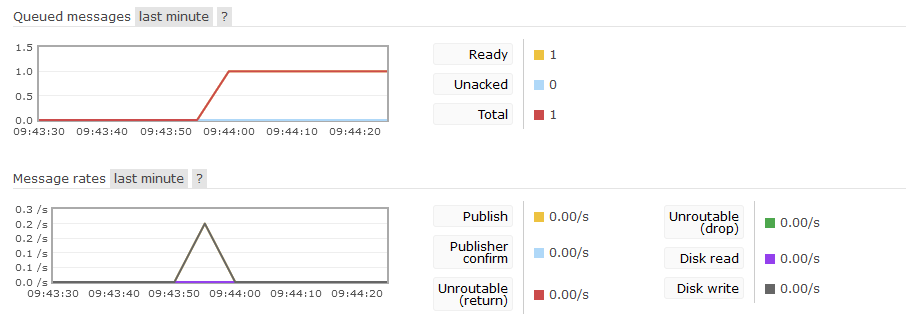 Queued messages last minute ?
1.5
1.0
0.5
0.0
09:43:30 09:43:40 09:43:50 09:44:00 09:44:10 09:44:20
Ready 1
Unacked 0
Total 1
Message rates last minute ?
0.3 /s
0.2 /s
0.2 /s
0.1 /s
0.1 /s
0.0 /s
09:43:30 09:43:40 09:43:50 09:44:00 09:44:10 09:44:20
Publish 0.00/s
Publisher
confirm 0.00/s
Unroutable
(return) 0.00/s
Unroutable
(drop) 0.00/s
Disk read 0.00/s
Disk write 0.00/s